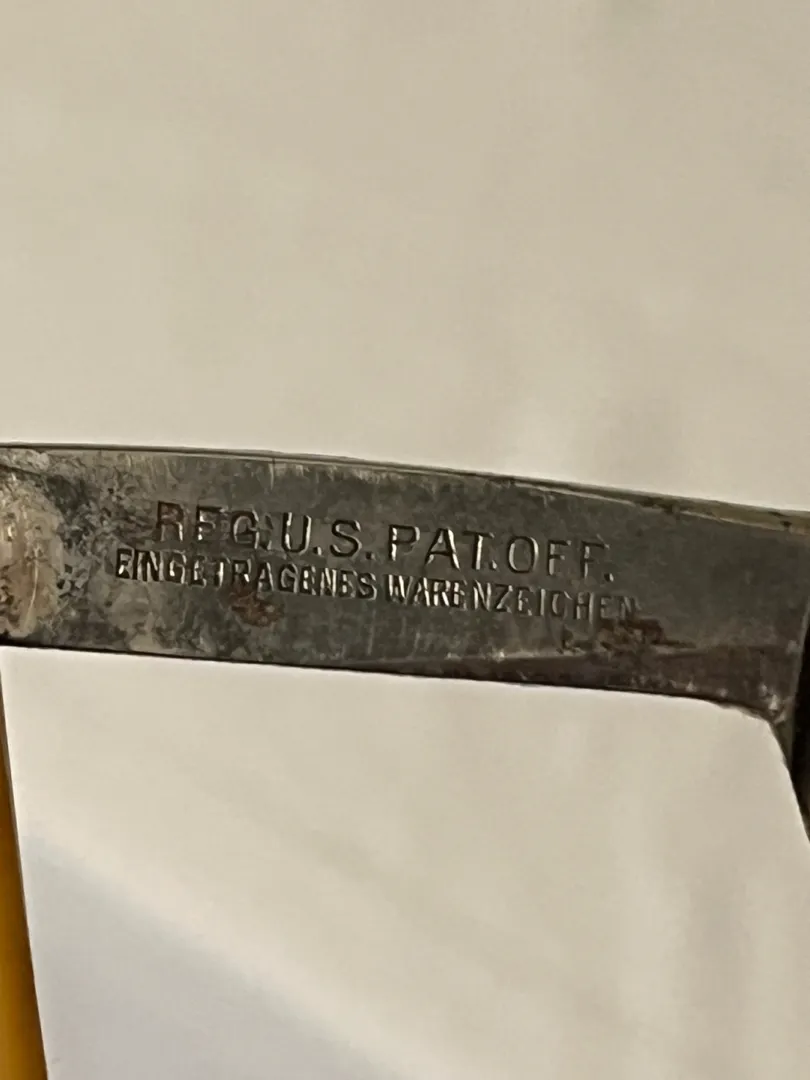 REG.U.S. PAT.OFF.
EINGETRAGENES WARENZEICHEN